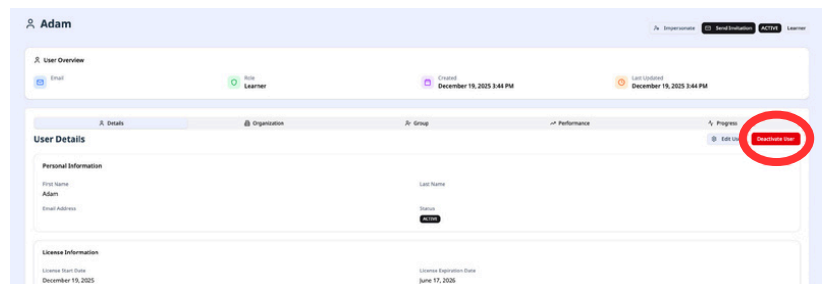 Adam
Impersonate Send Invitation ACTIVE Learner
User Overview
Email Role Created Last Updated
Learner December 19, 2025 3:44 PM December 19, 2025 3:44 PM
Details Organization Group Performance Progress
User Details Edit Us Deactivate User
Personal Information
First Name Last Name
Adam
Email Address Status
ACTIVE
License Information
License Start Date License Expiration Date
December 19, 2025 June 17, 2026